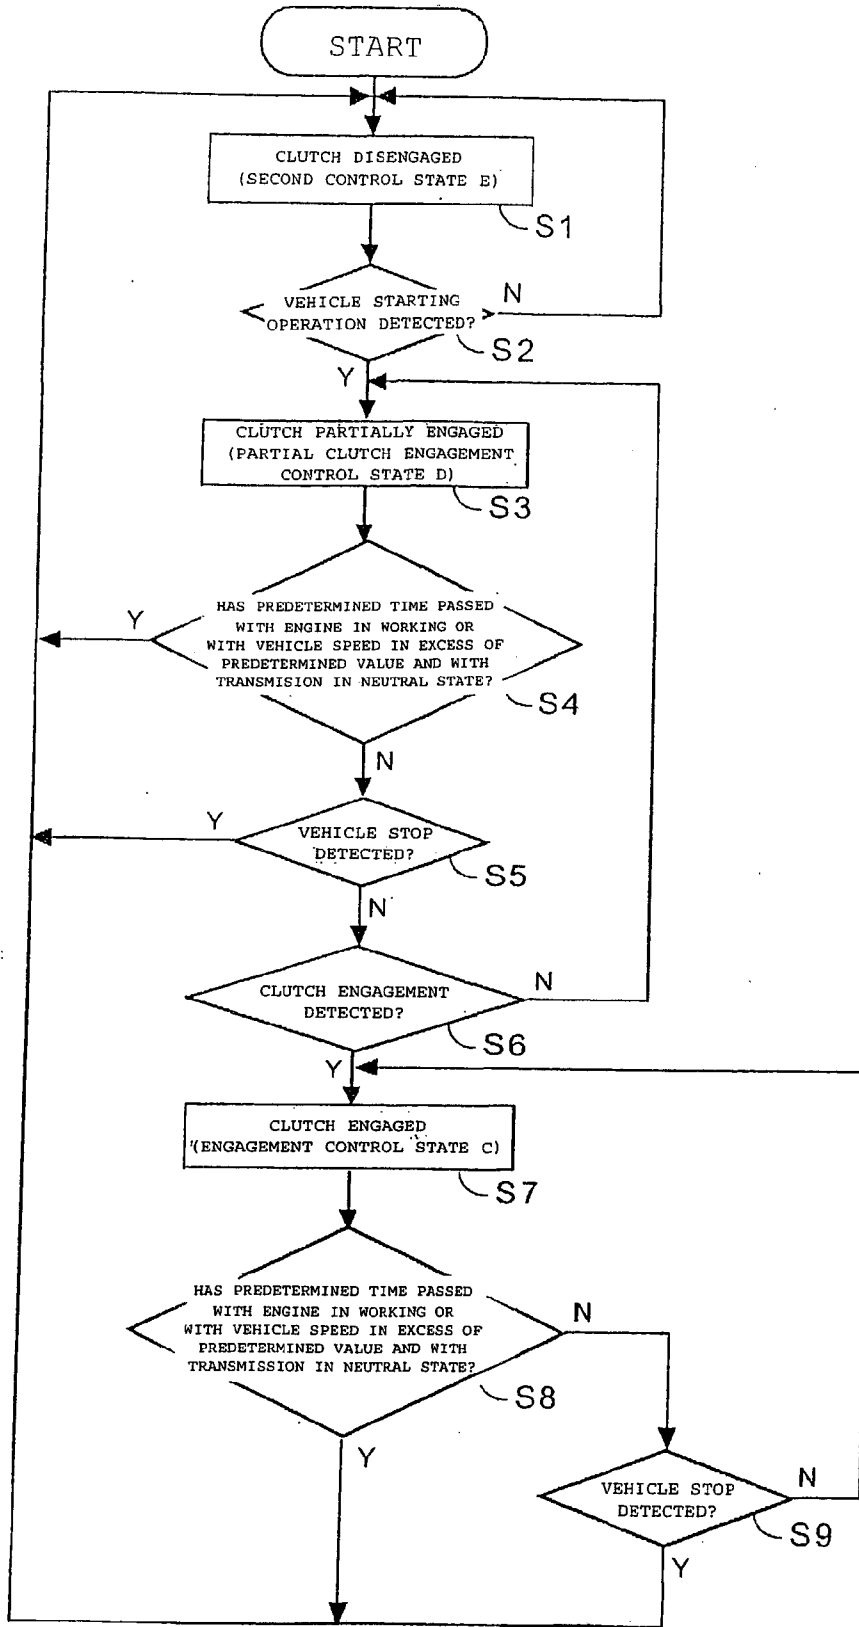 START
CLUTCH DISENGAGED
(SECOND CONTROL STATE E)
S1
VEHICLE STARTING
OPERATION DETECTED?
N
S2
Y
CLUTCH PARTIALLY ENGAGED
(PARTIAL CLUTCH ENGAGEMENT
CONTROL STATE D)
S3
HAS PREDETERMINED TIME PASSED
WITH ENGINE IN WORKING OR
WITH VEHICLE SPEED IN EXCESS OF
PREDETERMINED VALUE AND WITH
TRANSMISION IN NEUTRAL STATE?
Y
S4
N
VEHICLE STOP
DETECTED?
Y
S5
N
CLUTCH ENGAGEMENT
DETECTED?
N
S6
Y
CLUTCH ENGAGED
(ENGAGEMENT CONTROL STATE C)
S7
HAS PREDETERMINED TIME PASSED
WITH ENGINE IN WORKING OR
WITH VEHICLE SPEED IN EXCESS OF
PREDETERMINED VALUE AND WITH
TRANSMISSION IN NEUTRAL STATE?
N
S8
Y
VEHICLE STOP
DETECTED?
N
S9
Y